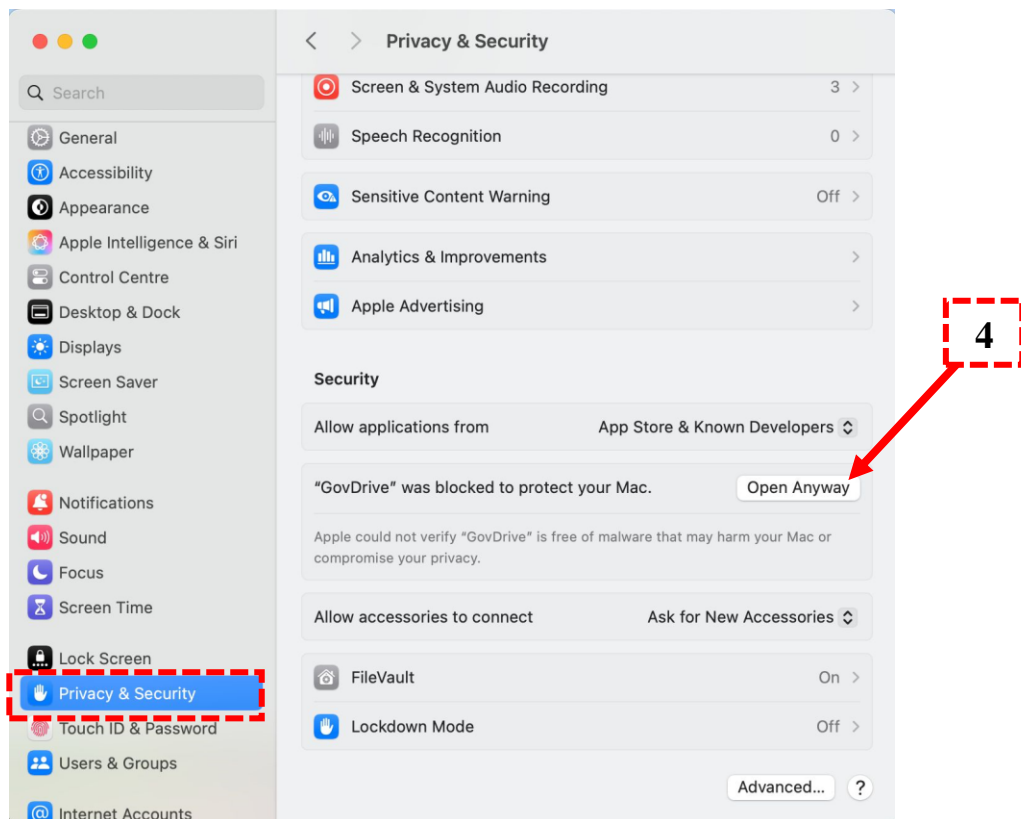 Privacy & Security
Search
General
Accessibility
Appearance
Apple Intelligence & Siri
Control Centre
Desktop & Dock
Displays
Screen Saver
Spotlight
Wallpaper
Notifications
Sound
Focus
Screen Time
Lock Screen
Privacy & Security
Touch ID & Password
Users & Groups
Internet Accounts
Screen & System Audio Recording 3
Speech Recognition 0
Sensitive Content Warning Off
Analytics & Improvements
Apple Advertising
Security
Allow applications from App Store & Known Developers
“GovDrive” was blocked to protect your Mac. Open Anyway
Apple could not verify “GovDrive” is free of malware that may harm your Mac or
compromise your privacy.
Allow accessories to connect Ask for New Accessories
FileVault On
Lockdown Mode Off
Advanced... ?
4